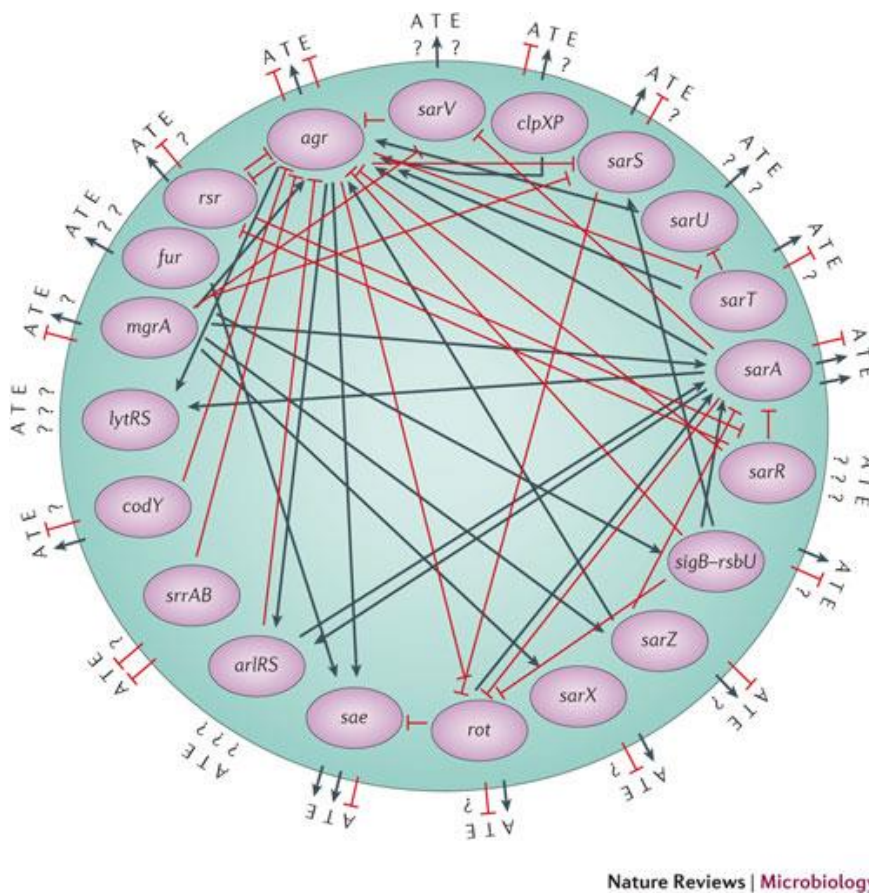 A T E
? ?
A T E
A T E
?
agr
sarV
clpXP
A T E
?
A T E
?
rsr
sarS
A T E
? ?
A T E
? ?
fur
sarU
A T E
?
mgrA
sarT
A T E
?
A T E
? ? ?
lytRS
sarA
A T E
codY
sarR
A T E
? ? ?
A T E
?
srrAB
sigB–rsbU
A T E
?
arlRS
sarZ
A T E
?
sae
rot
sarX
A T E
?
A T E
? ? ?
A T E
A T E
?
A T E
?
Nature Reviews | Microbiology